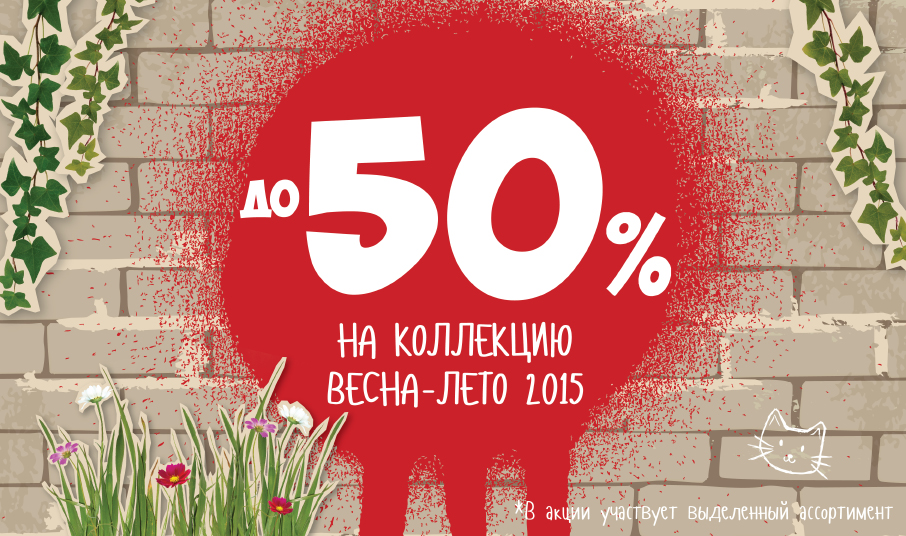 ДО 50%
НА КОЛЛЕКЦИЮ
ВЕСНА-ЛЕТО 2015
*В акции участвует выделенный ассортимент